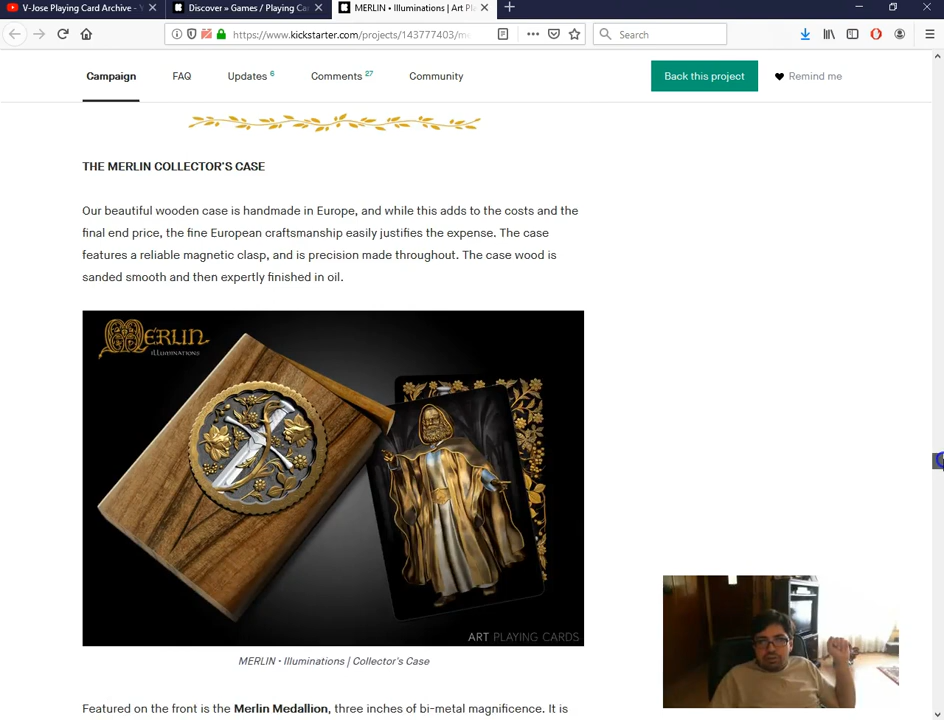 V-Jose Playing Card Archive -
Discover » Games / Playing Ca
MERLIN • Illuminations | Art Pl
https://www.kickstarter.com/projects/143777403/me
Search
Campaign
FAQ
Updates 6
Comments 27
Community
Back this project
Remind me
THE MERLIN COLLECTOR'S CASE
Our beautiful wooden case is handmade in Europe, and while this adds to the costs and the
final end price, the fine European craftsmanship easily justifies the expense. The case
features a reliable magnetic clasp, and is precision made throughout. The case wood is
sanded smooth and then expertly finished in oil.
MERLIN
ILLUMINATIONS
ART PLAYING CARDS
MERLIN • Illuminations | Collector's Case
Featured on the front is the Merlin Medallion, three inches of bi-metal magnificence. It is